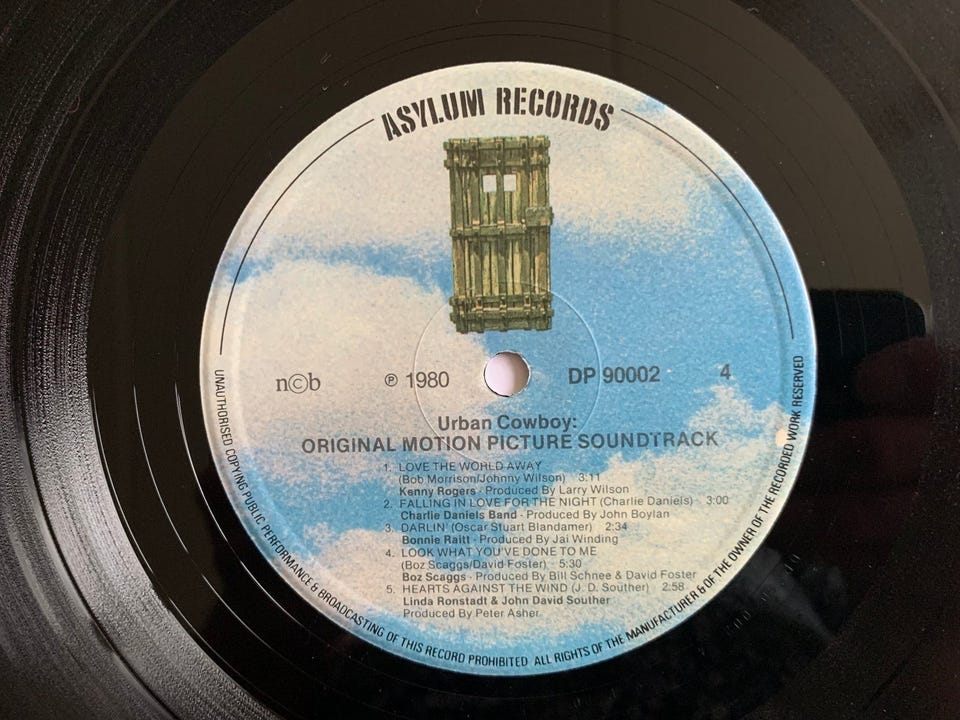 ASYLUM RECORDS
n©b ℗ 1980 DP 90002 4
Urban Cowboy:
ORIGINAL MOTION PICTURE SOUNDTRACK
1. LOVE THE WORLD AWAY
(Bob Morrison/Johnny Wilson) 3:11
Kenny Rogers · Produced By Larry Wilson
2. FALLING IN LOVE FOR THE NIGHT (Charlie Daniels) 3:00
Charlie Daniels Band · Produced By John Boylan
3. DARLIN' (Oscar Stuart Blandamer) 2:34
Bonnie Raitt · Produced By Jai Winding
4. LOOK WHAT YOU'VE DONE TO ME
(Boz Scaggs/David Foster) 5:30
Boz Scaggs · Produced By Bill Schnee & David Foster
5. HEARTS AGAINST THE WIND (J. D. Souther) 2:58
Linda Ronstadt & John David Souther
Produced By Peter Asher
UNAUTHORISED COPYING PUBLIC PERFORMANCE & BROADCASTING OF THIS RECORD PROHIBITED ALL RIGHTS OF THE MANUFACTURER & OF THE OWNER OF THE RECORDED WORK RESERVED